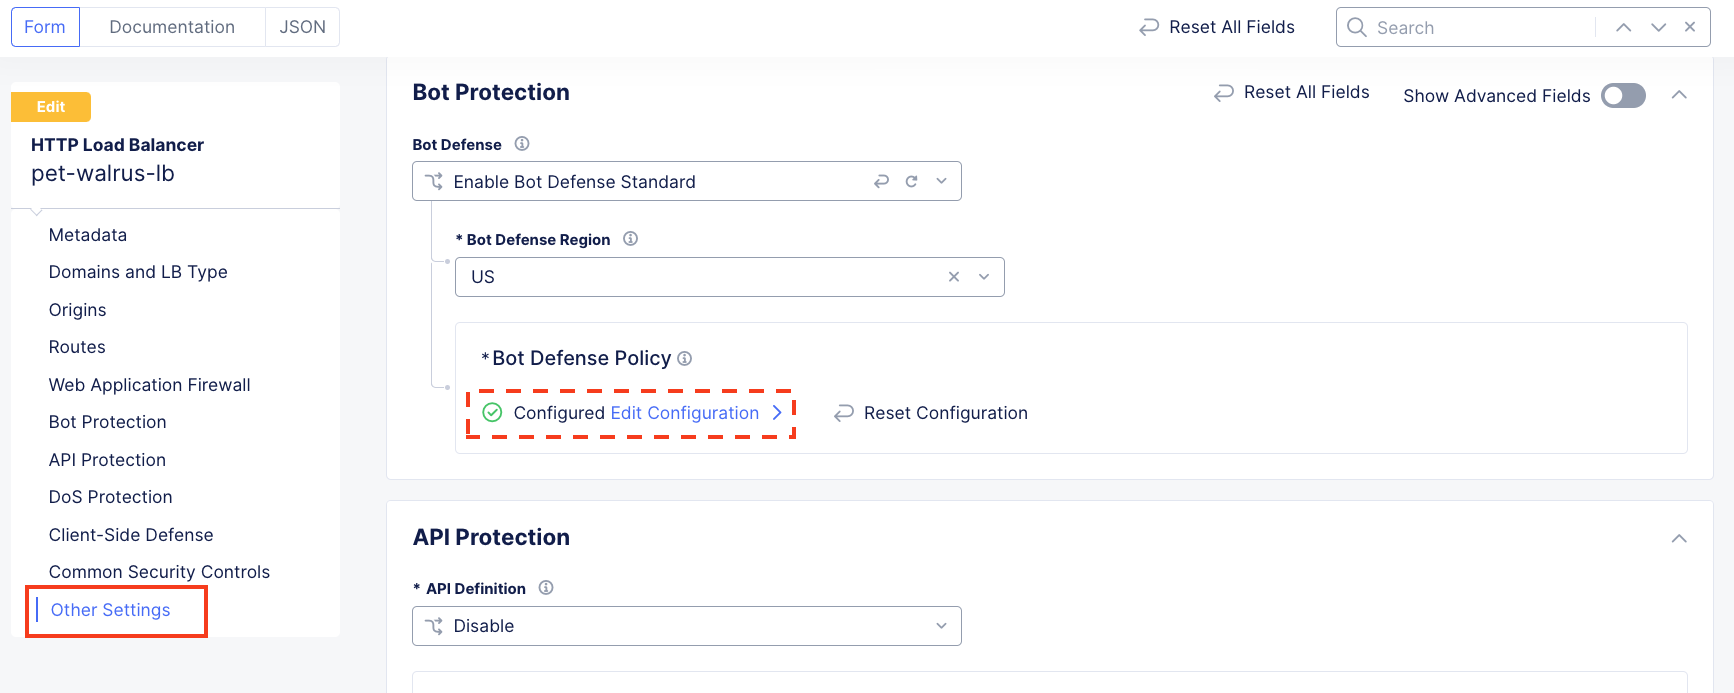 Form
Documentation
JSON
Reset All Fields
Search
Edit
HTTP Load Balancer
pet-walrus-lb
Metadata
Domains and LB Type
Origins
Routes
Web Application Firewall
Bot Protection
API Protection
DoS Protection
Client-Side Defense
Common Security Controls
Other Settings
Bot Protection
Reset All Fields
Show Advanced Fields
Bot Defense
Enable Bot Defense Standard
* Bot Defense Region
US
*Bot Defense Policy
Configured Edit Configuration
Reset Configuration
API Protection
* API Definition
Disable